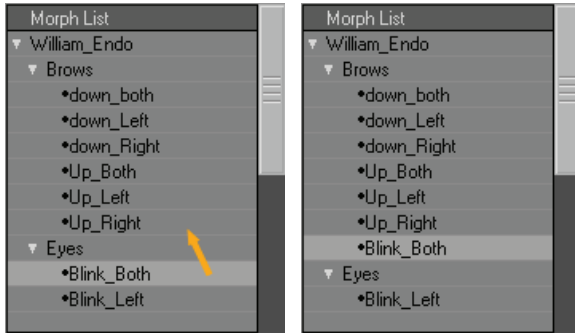 Morph List
William_Endo
Brows
down_both
down_Left
down_Right
Up_Both
Up_Left
Up_Right
Eyes
Blink_Both
Blink_Left
Morph List
William_Endo
Brows
down_both
down_Left
down_Right
Up_Both
Up_Left
Up_Right
Blink_Both
Eyes
Blink_Left